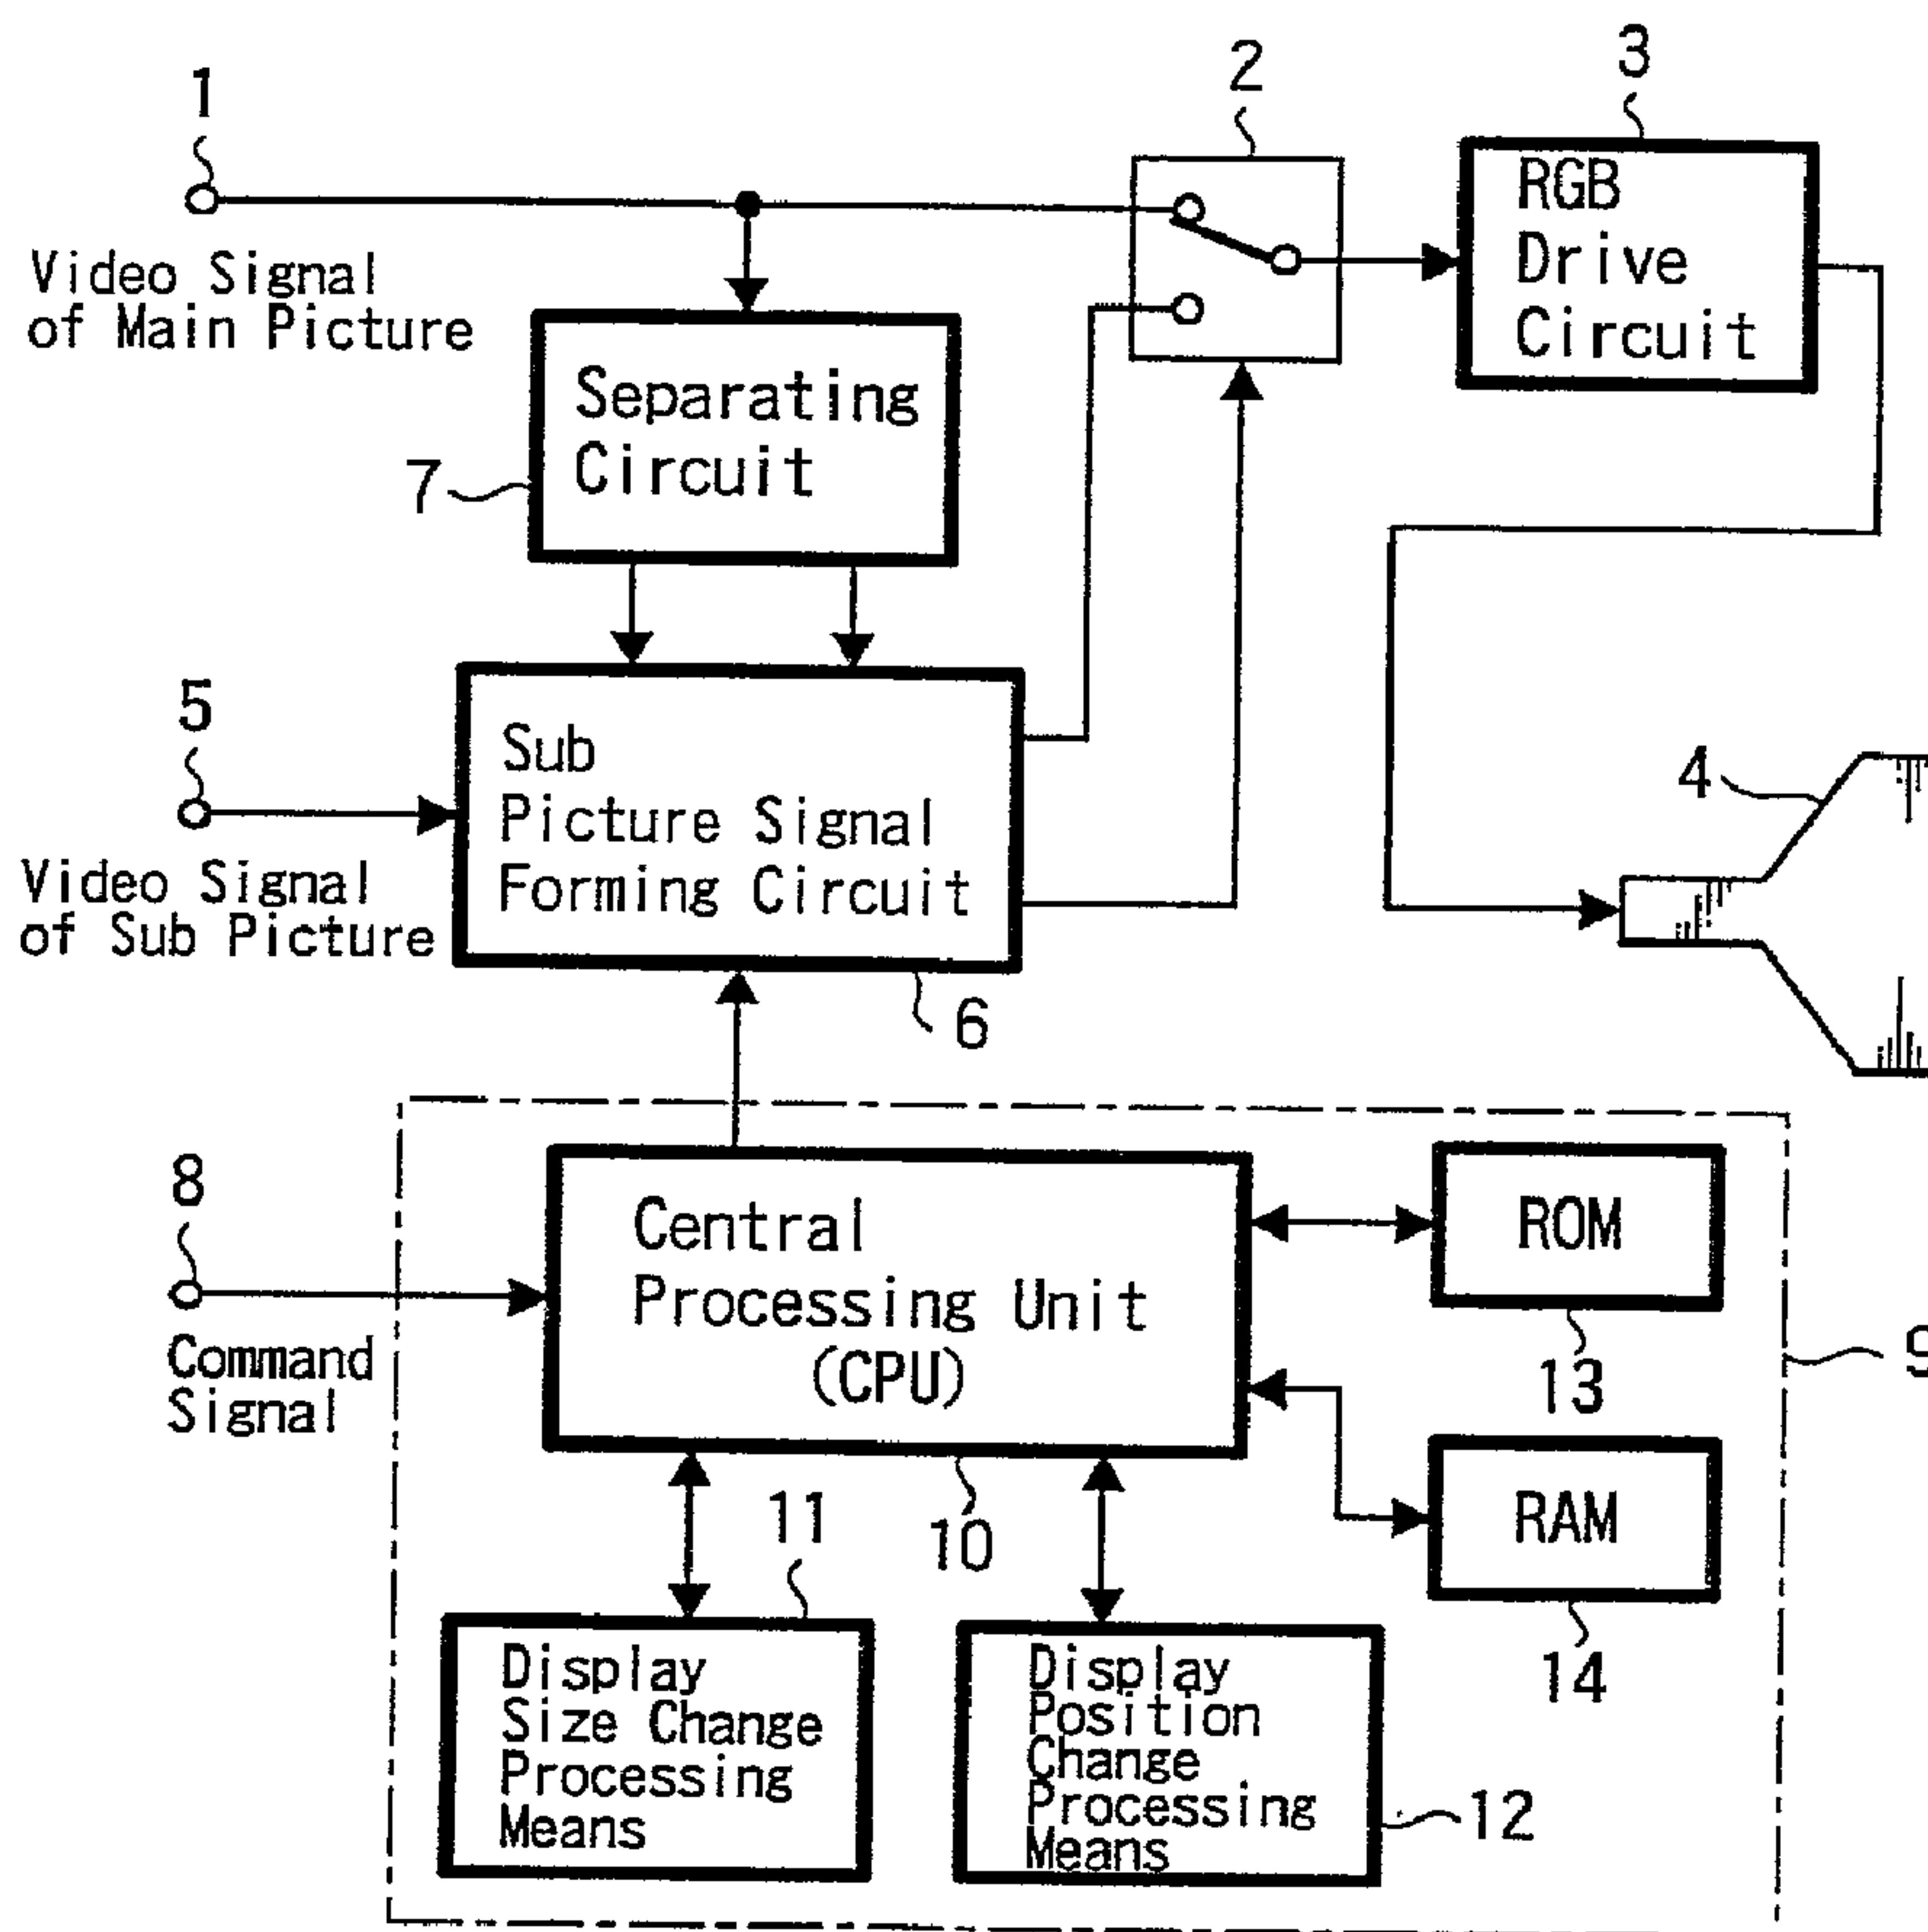 1
2
3
Video Signal
of Main Picture
RGB
Drive
Circuit
Separating
Circuit
7
5
Video Signal
of Sub Picture
Sub
Picture Signal
Forming Circuit
6
4
8
Command
Signal
Central
Processing Unit
(CPU)
10
ROM
13
9
RAM
14
11
Display
Size Change
Processing
Means
Display
Position
Change
Processing
Means
12